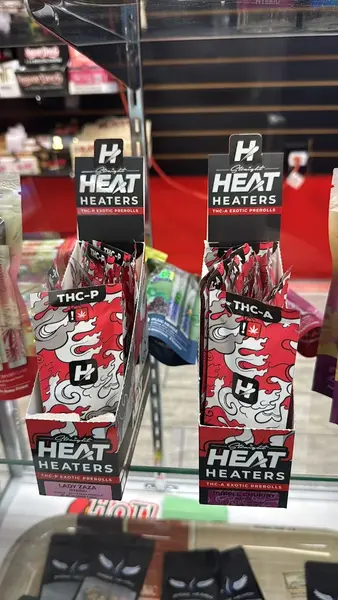 H
Straight
HEAT
HEATERS
THC-P EXOTIC PREROLLS
THC-P
!
H
Straight
HEAT
HEATERS
THC-P EXOTIC PREROLLS
LADY ZAZA
H
Straight
HEAT
HEATERS
THC-A EXOTIC PREROLLS
THC-A
!
H
Straight
HEAT
HEATERS
THC-A EXOTIC PREROLLS
HOT!